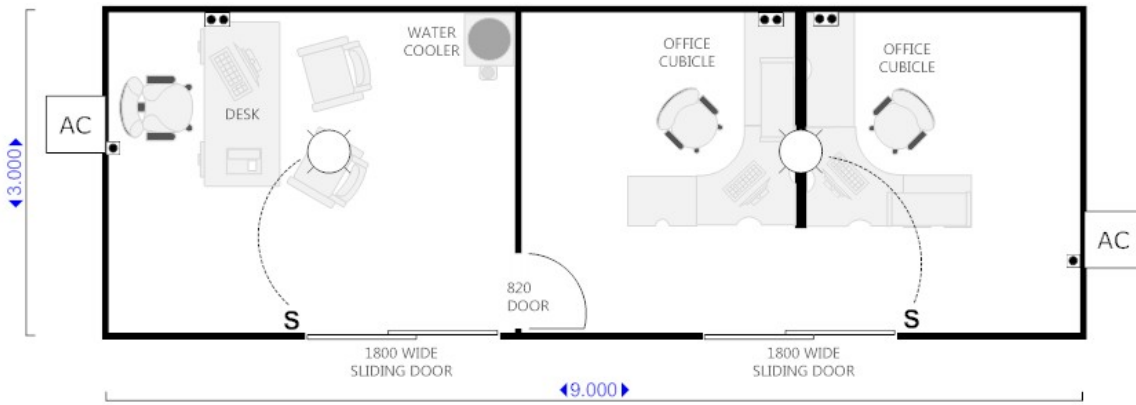 WATER
COOLER
OFFICE
CUBICLE
OFFICE
CUBICLE
AC
DESK
3.000
AC
820
DOOR
S
S
1800 WIDE
SLIDING DOOR
1800 WIDE
SLIDING DOOR
9.000